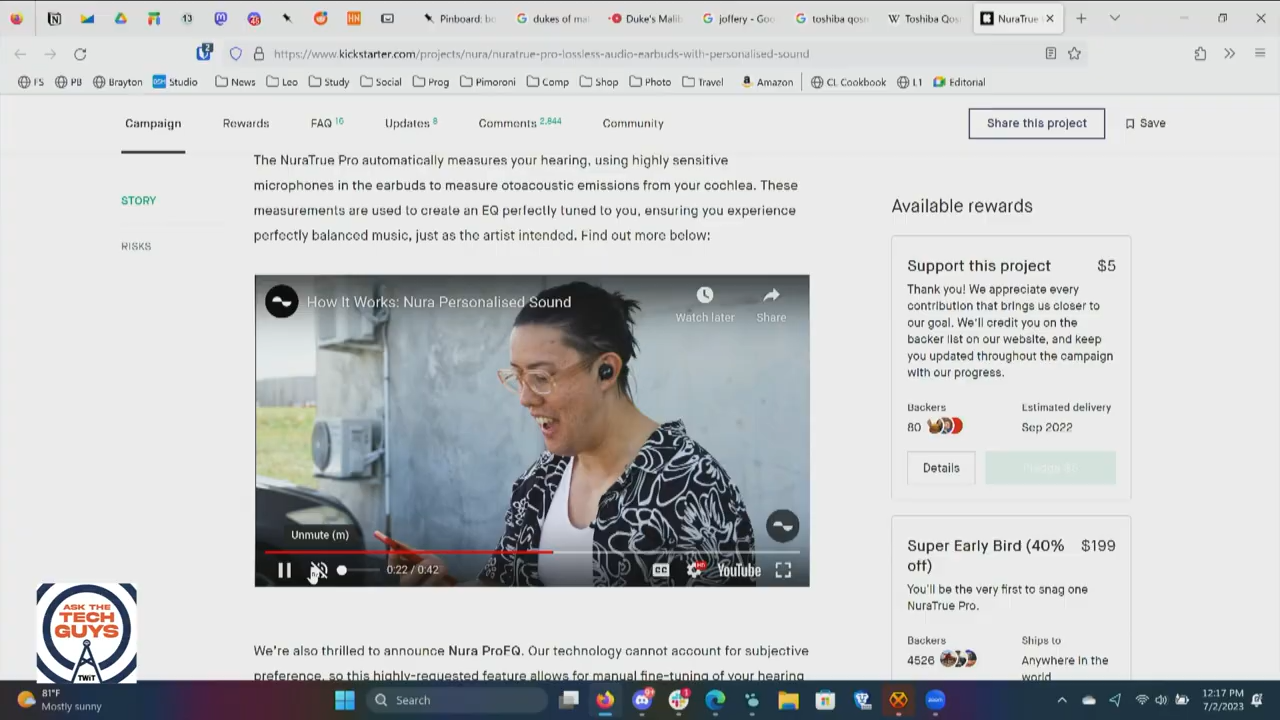 Pinboard: bo
dukes of mal
Duke's Malib
joffery - Goo
toshiba qosm
Toshiba Qos
NuraTrue
https://www.kickstarter.com/projects/nura/nuratrue-pro-lossless-audio-earbuds-with-personalised-sound
FS
PB
Brayton
Studio
News
Leo
Study
Social
Prog
Pimoroni
Comp
Shop
Photo
Travel
Amazon
CL Cookbook
L1
Editorial
Campaign
Rewards
FAQ 16
Updates 8
Comments 2,844
Community
Share this project
Save
STORY
RISKS
The NuraTrue Pro automatically measures your hearing, using highly sensitive
microphones in the earbuds to measure otoacoustic emissions from your cochlea. These
measurements are used to create an EQ perfectly tuned to you, ensuring you experience
perfectly balanced music, just as the artist intended. Find out more below:
How It Works: Nura Personalised Sound
Watch later
Share
Unmute (m)
0:22 / 0:42
CC
HD
YouTube
We're also thrilled to announce Nura ProEQ. Our technology cannot account for subjective
preference, so this highly-requested feature allows for manual fine-tuning of your hearing
Available rewards
Support this project $5
Thank you! We appreciate every
contribution that brings us closer to
our goal. We'll credit you on the
backer list on our website, and keep
you updated throughout the campaign
with our progress.
Backers
80
Estimated delivery
Sep 2022
Details
Super Early Bird (40% $199
off)
You'll be the very first to snag one
NuraTrue Pro.
Backers
4526
Ships to
Anywhere in the
world
ASK THE
TECH
GUYS
TWiT
81°F
Mostly sunny
Search
12:17 PM
7/2/2023